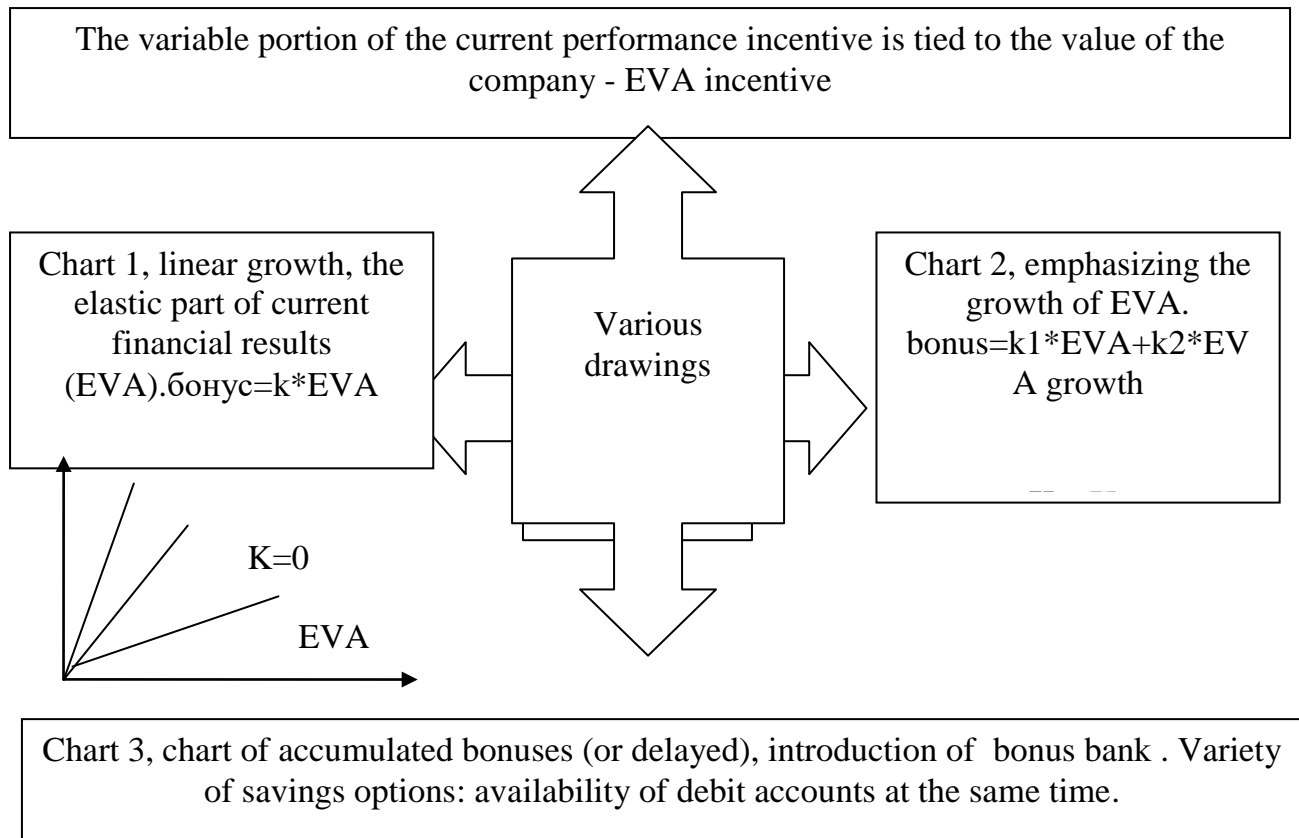 The variable portion of the current performance incentive is tied to the value of the
company - EVA incentive
Chart 1, linear growth, the
elastic part of current
financial results
(EVA).бонус=k*EVA
Various
drawings
Chart 2, emphasizing the
growth of EVA.
bonus=k1*EVA+k2*EV
A growth
K=0
EVA
Chart 3, chart of accumulated bonuses (or delayed), introduction of bonus bank . Variety
of savings options: availability of debit accounts at the same time.